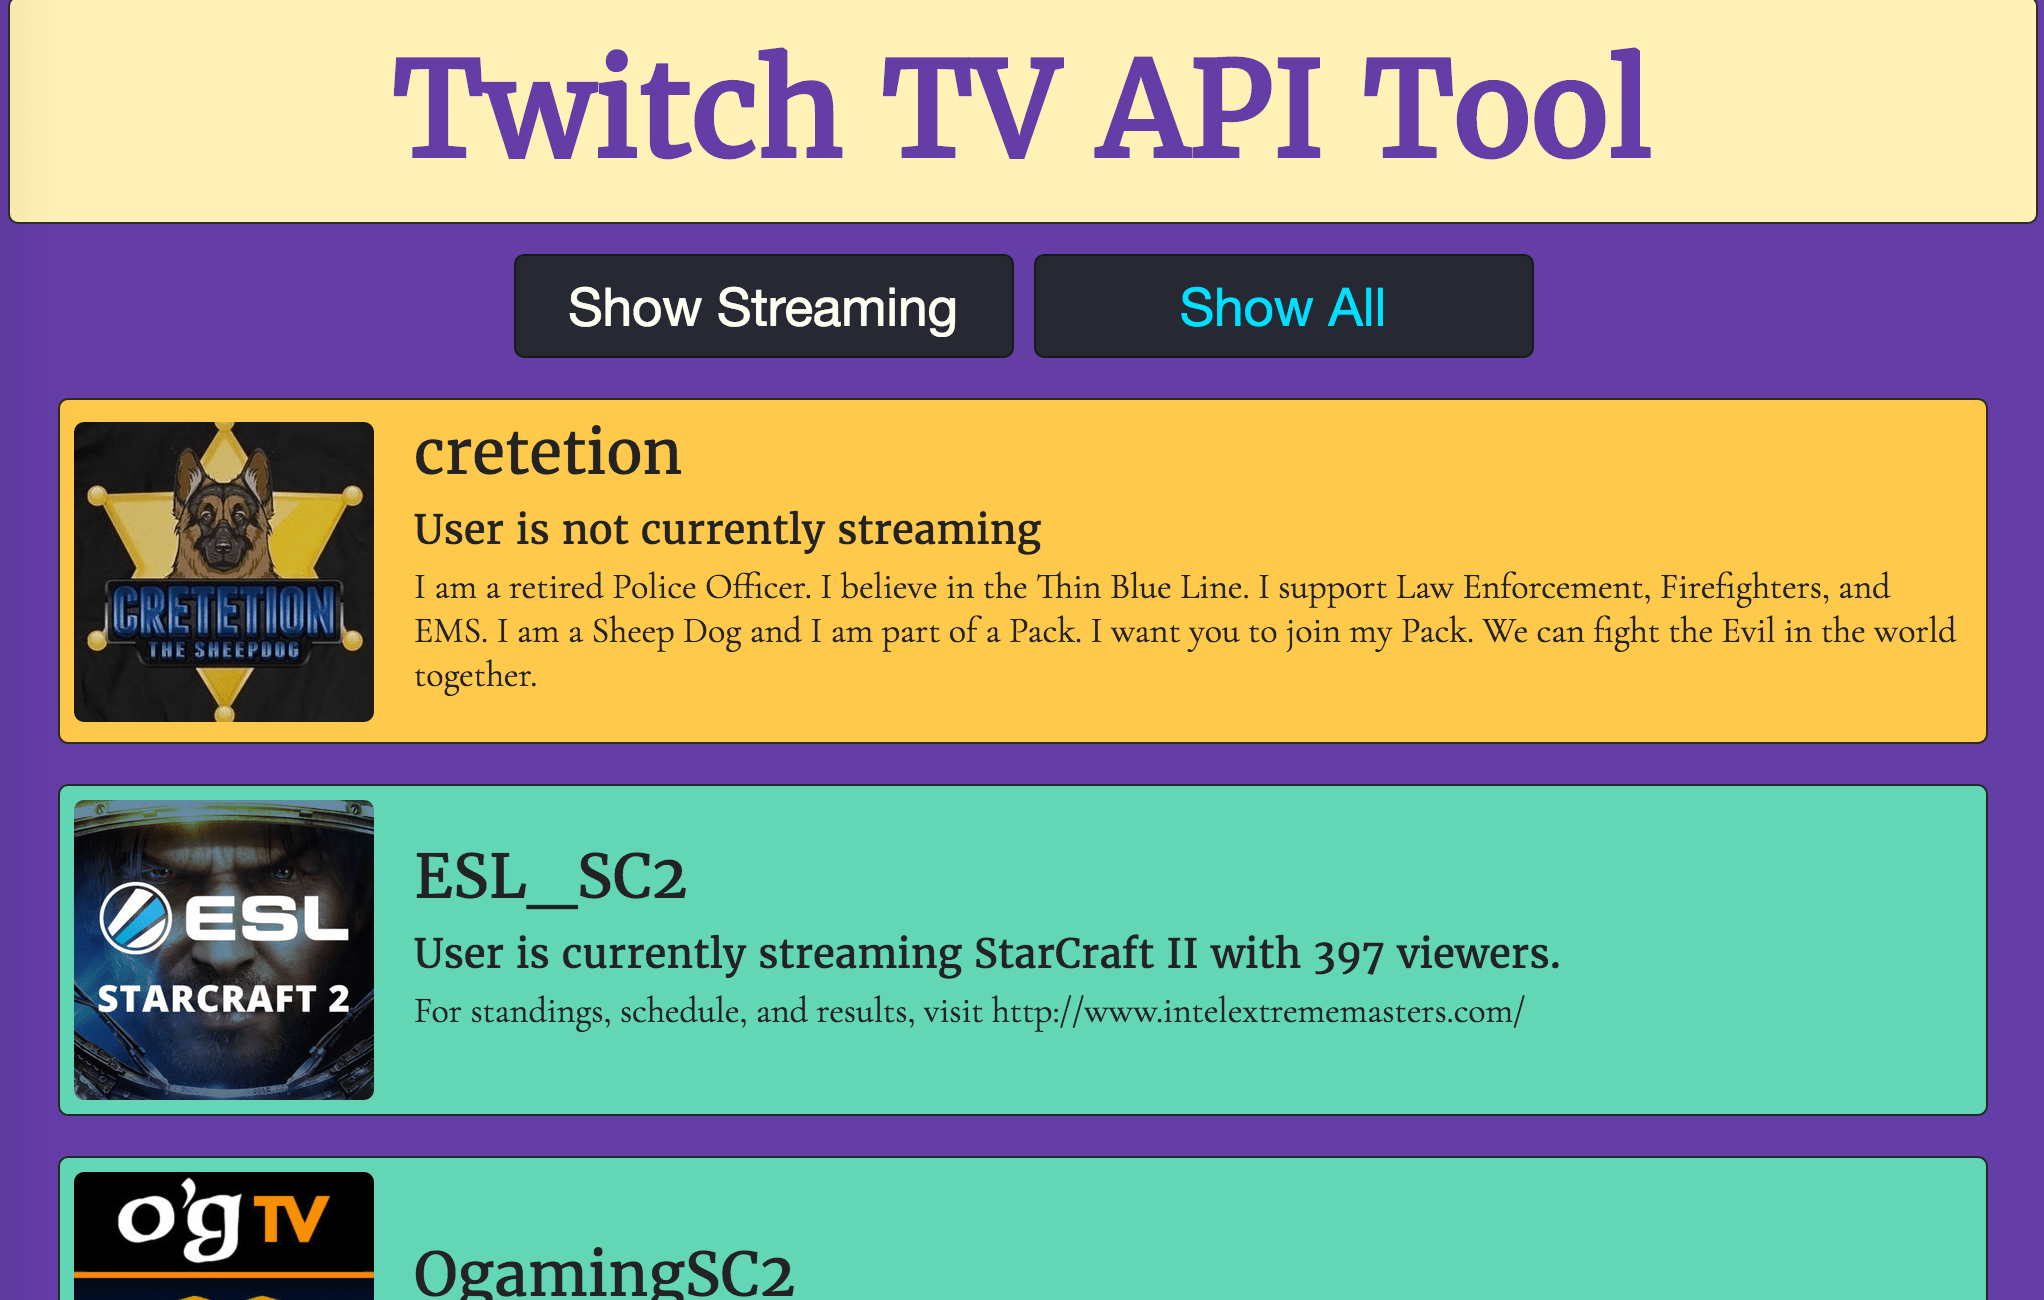 Twitch TV API Tool
Show Streaming
Show All
CRETETION
THE SHEEPDOG
cretetion
User is not currently streaming
I am a retired Police Officer. I believe in the Thin Blue Line. I support Law Enforcement, Firefighters, and
EMS. I am a Sheep Dog and I am part of a Pack. I want you to join my Pack. We can fight the Evil in the world
together.
ESL
STARCRAFT 2
ESL_SC2
User is currently streaming StarCraft II with 397 viewers.
For standings, schedule, and results, visit http://www.intelextrememasters.com/
o'g TV
OgamingSC2